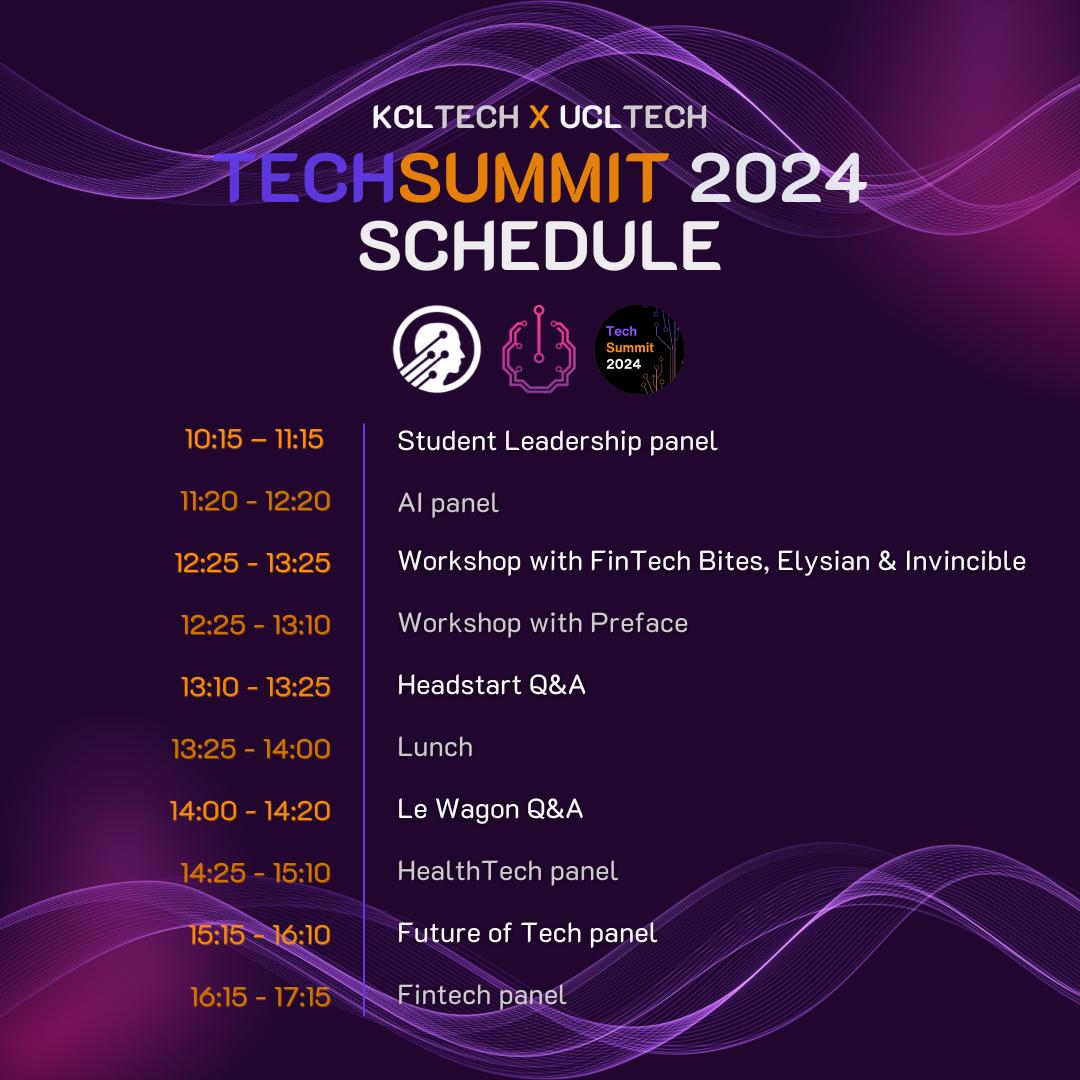 KCLTECH X UCLTECH
TECHSUMMIT 2024
SCHEDULE
Tech
Summit
2024
10:15 – 11:15 Student Leadership panel
11:20 - 12:20 AI panel
12:25 - 13:25 Workshop with FinTech Bites, Elysian & Invincible
12:25 - 13:10 Workshop with Preface
13:10 - 13:25 Headstart Q&A
13:25 - 14:00 Lunch
14:00 - 14:20 Le Wagon Q&A
14:25 - 15:10 HealthTech panel
15:15 - 16:10 Future of Tech panel
16:15 - 17:15 Fintech panel